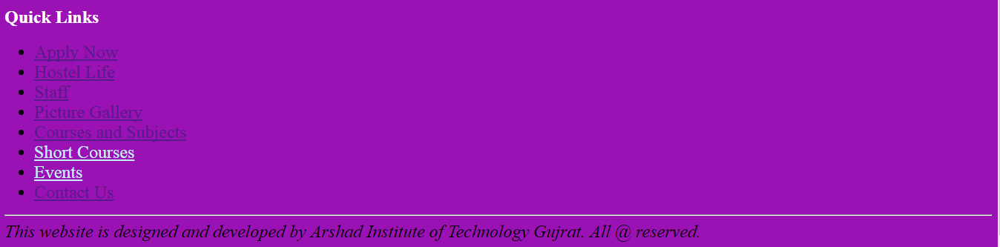 Quick Links
Apply Now
Hostel Life
Staff
Picture Gallery
Courses and Subjects
Short Courses
Events
Contact Us
This website is designed and developed by Arshad Institute of Technology Gujrat. All @ reserved.